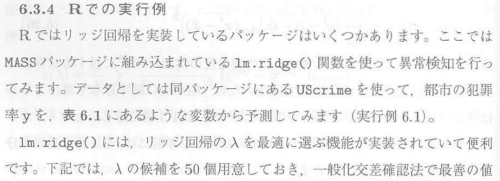 6.3.4 Rでの実行例
Rではリッジ回帰を実装しているパッケージはいくつかあります。ここでは
MASSパッケージに組み込まれているlm.ridge()関数を使って異常検知を行っ
てみます。データとしては同パッケージにあるUScrimeを使って，都市の犯罪
率yを，表6.1にあるような変数から予測してみます（実行例6.1）。
lm.ridge()には，リッジ回帰のλを最適に選ぶ機能が実装されていて便利
です。下記では，λの候補を50個用意しておき，一般化交差確認法で最善の値